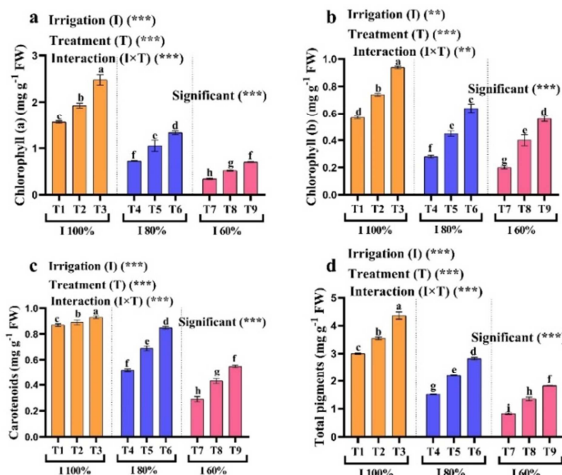 a
Irrigation (I) (***)
Treatment (T) (***)
Interaction (I×T) (***)
Significant (***)
Chlorophyll (a) (mg g⁻¹ FW)
3
2
1
0
c b a f e d h g f
T1 T2 T3 T4 T5 T6 T7 T8 T9
I 100% I 80% I 60%
b
Irrigation (I) (**)
Treatment (T) (***)
Interaction (I×T) (**)
Significant (***)
Chlorophyll (b) (mg g⁻¹ FW)
1.0
0.8
0.6
0.4
0.2
0.0
d b a f e c g e d
T1 T2 T3 T4 T5 T6 T7 T8 T9
I 100% I 80% I 60%
c
Irrigation (I) (***)
Treatment (T) (***)
Interaction (I×T) (***)
Significant (***)
Carotenoids (mg g⁻¹ FW)
1.0
0.8
0.6
0.4
0.2
0.0
c b a f e d h g f
T1 T2 T3 T4 T5 T6 T7 T8 T9
I 100% I 80% I 60%
d
Irrigation (I) (***)
Treatment (T) (***)
Interaction (I×T) (***)
Significant (***)
Total pigments (mg g⁻¹ FW)
5
4
3
2
1
0
c b a g e d h f
T1 T2 T3 T4 T5 T6 T7 T8 T9
I 100% I 80% I 60%